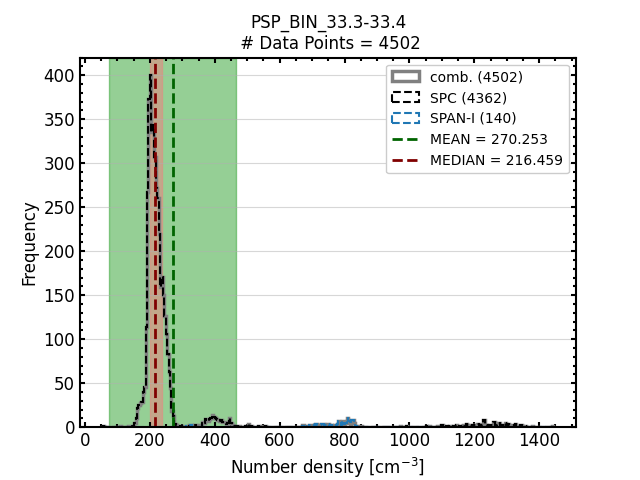 PSP_BIN_33.3-33.4
# Data Points = 4502
comb. (4502)
SPC (4362)
SPAN-I (140)
MEAN = 270.253
MEDIAN = 216.459
Frequency
400
350
300
250
200
150
100
50
0
0 200 400 600 800 1000 1200 1400
Number density [cm⁻³]